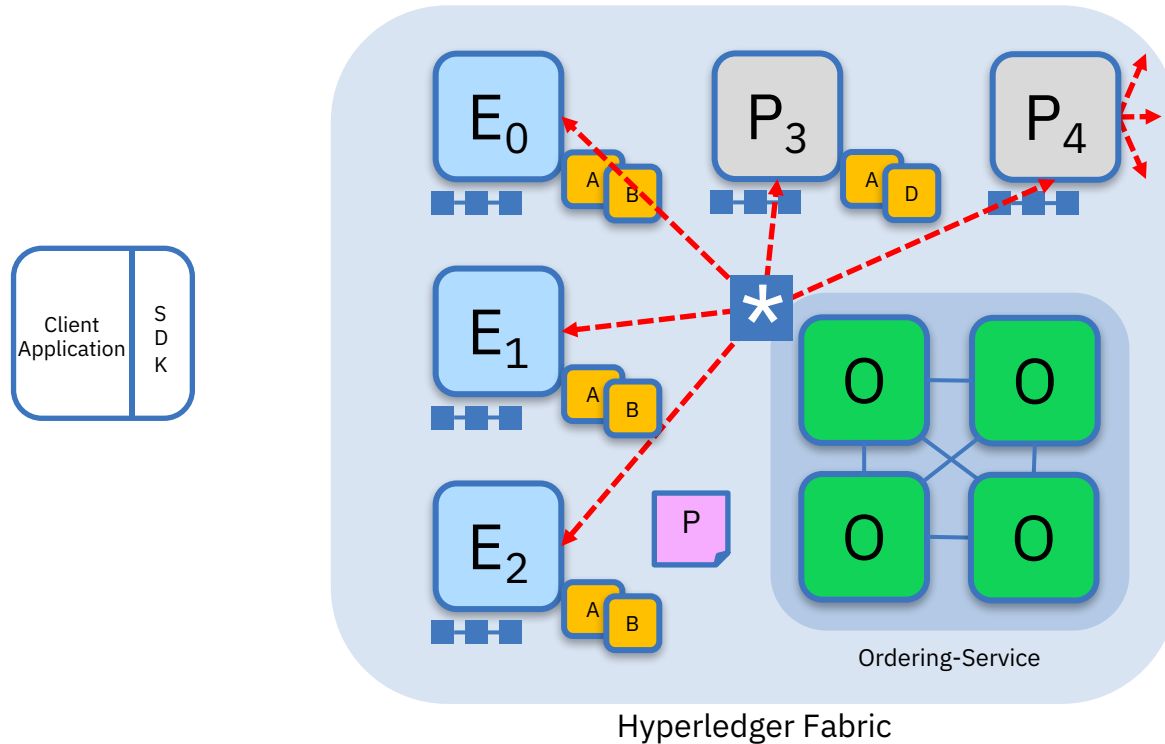 E0
P3
P4
A
B
A
D
*
Client
Application
S
D
K
E1
A
B
O
O
E2
P
O
O
A
B
Ordering-Service
Hyperledger Fabric